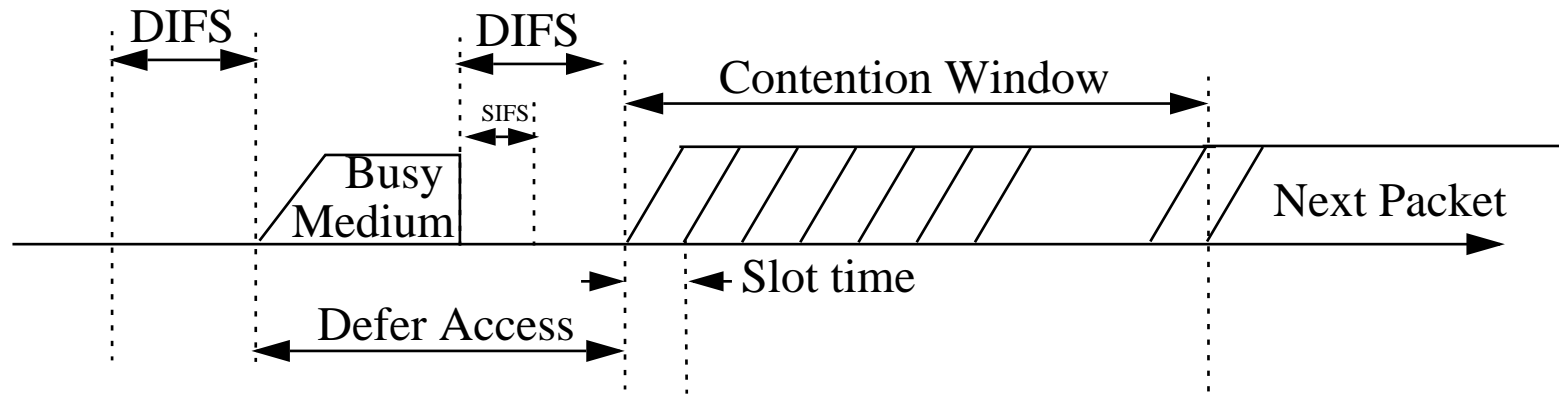 DIFS
DIFS
Contention Window
SIFS
Busy
Medium
Next Packet
Slot time
Defer Access